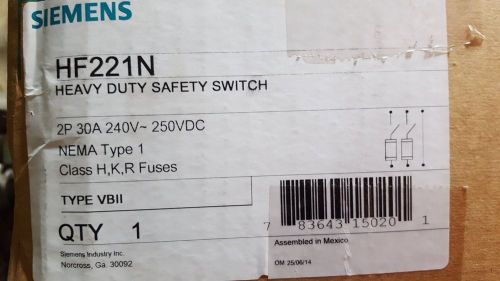 SIEMENS
HF221N
HEAVY DUTY SAFETY SWITCH
2P 30A 240V~ 250VDC
NEMA Type 1
Class H,K,R Fuses
TYPE VBII
QTY 1
7 83643 15020 1
Siemens Industry Inc.
Norcross, Ga. 30092
Assembled in Mexico
OM 25/06/14